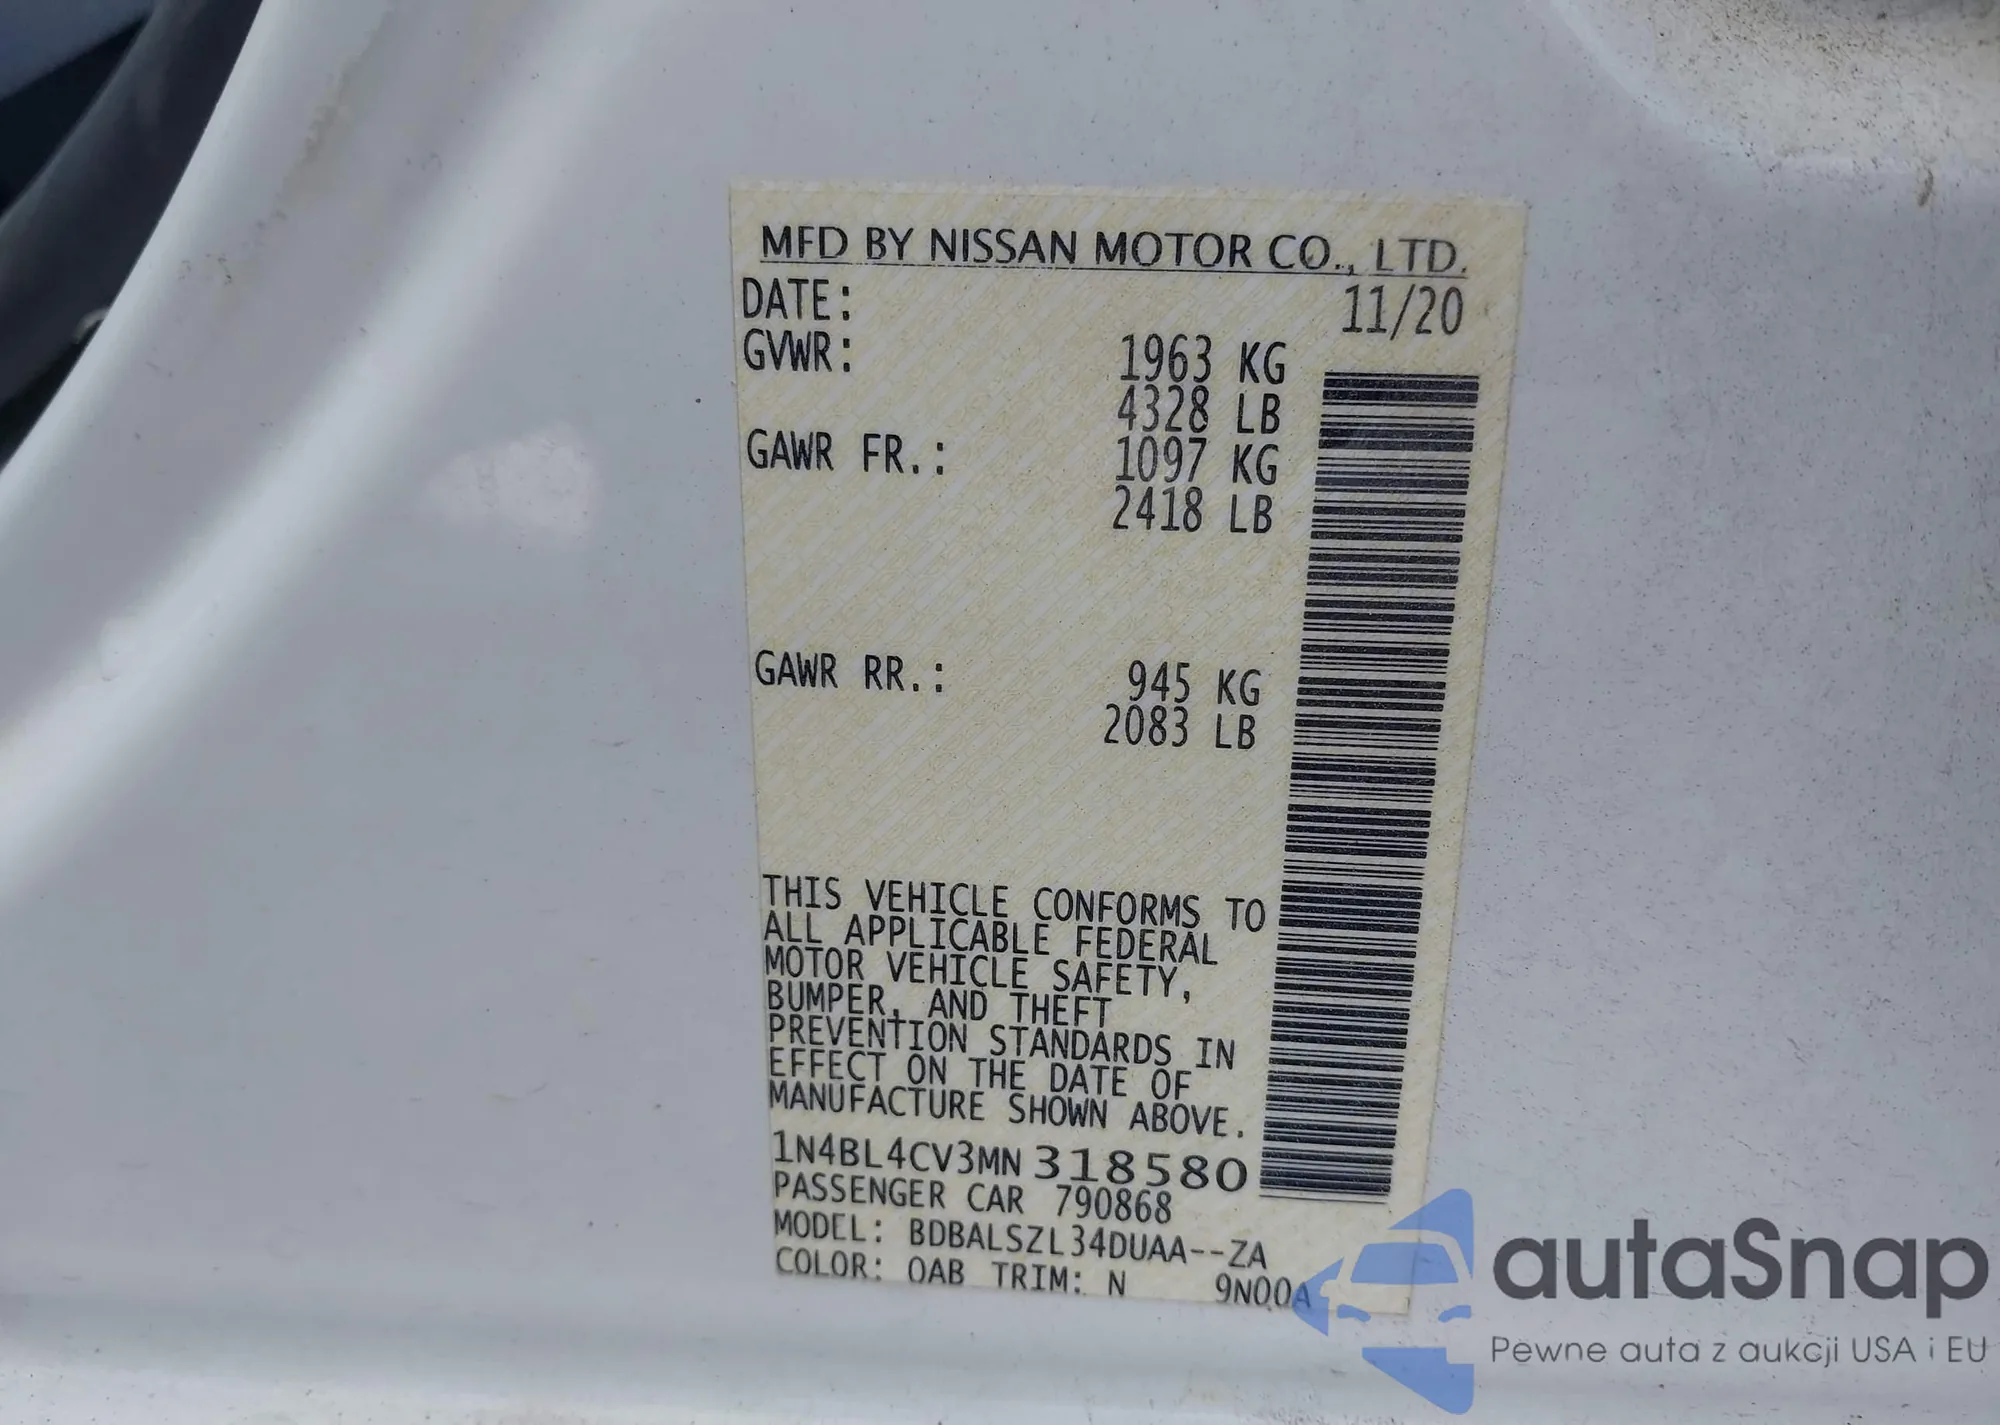 MFD BY NISSAN MOTOR CO., LTD.
DATE: 11/20
GVWR: 1963 KG
4328 LB
GAWR FR.: 1097 KG
2418 LB
GAWR RR.: 945 KG
2083 LB
THIS VEHICLE CONFORMS TO
ALL APPLICABLE FEDERAL
MOTOR VEHICLE SAFETY,
BUMPER, AND THEFT
PREVENTION STANDARDS IN
EFFECT ON THE DATE OF
MANUFACTURE SHOWN ABOVE.
1N4BL4CV3MN318580
PASSENGER CAR 790868
MODEL: BDBALSZL34DUAA--ZA
COLOR: QAB TRIM: N 9N00A
autoSnap
Pewne auta z aukcji USA i EU